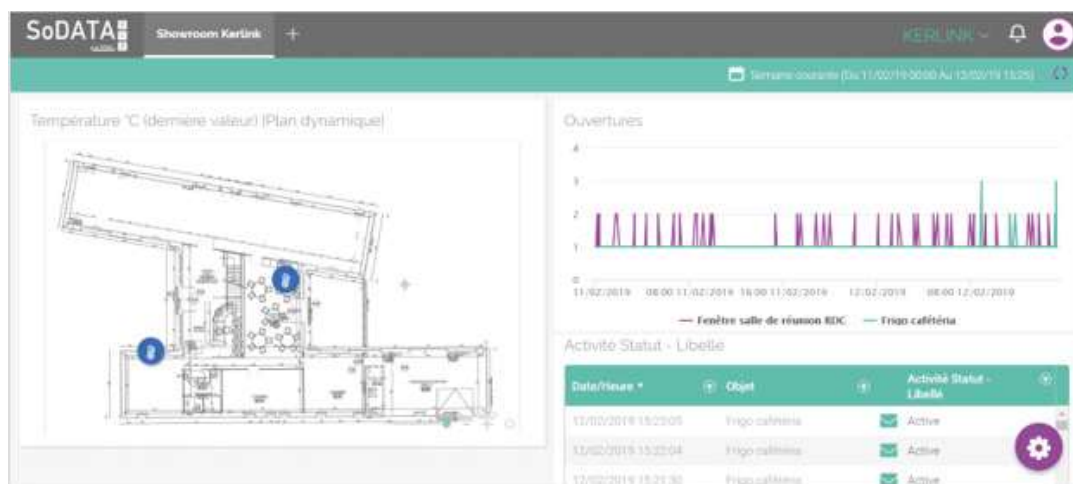 SoDATA
Showroom Kerlink
+
KERLINK
Semaine courante (Du 11/02/19 00:00 Au 12/02/19 15:25)
Température °C (dernière valeur) (Plan dynamique)
Ouvertures
4
3
2
1
0
11/02/2019 08:00 11/02/2019 16:00 11/02/2019 12/02/2019 08:00 12/02/2019
Fenêtre salle de réunion RDC Frigo cafétéria
Activité Statut - Libellé
Date/Heure Objet Activité Statut - Libellé
12/02/2019 15:23:05 Frigo cafétéria Active
12/02/2019 15:22:04 Frigo cafétéria Active
12/02/2019 15:21:30 Frigo cafétéria Active